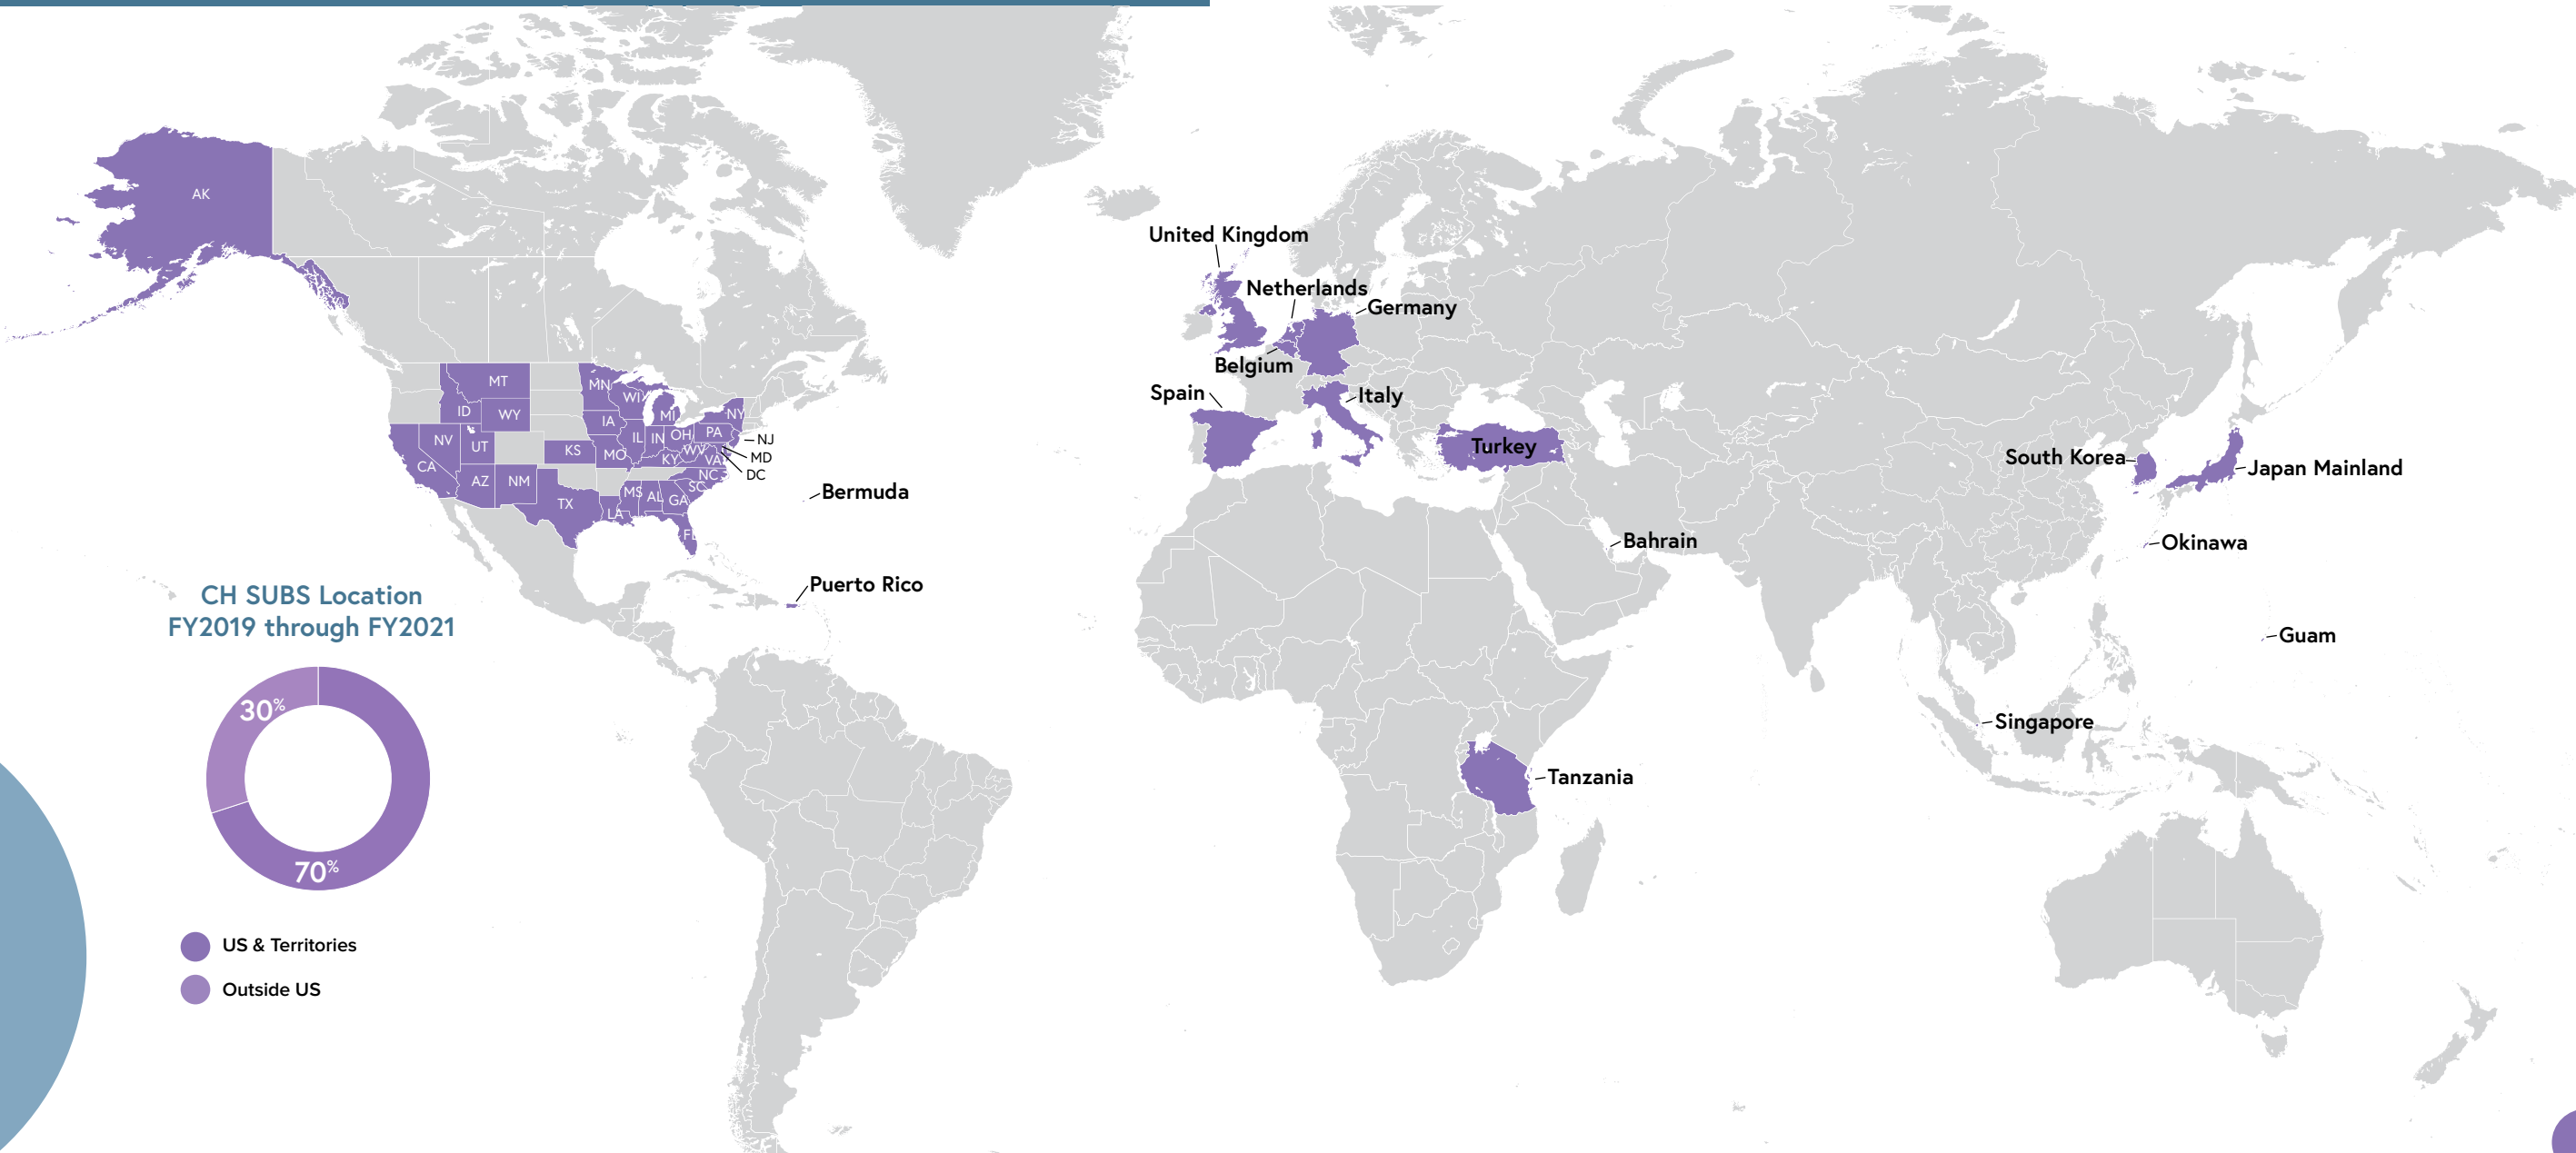 AK
MT
ID
WY
NV
UT
CA
AZ
NM
KS
TX
MN
WI
MI
IA
IL
IN
OH
PA
NY
MO
KY
WV
VA
NC
SC
MS
AL
GA
LA
FL
NJ
MD
DC
Bermuda
Puerto Rico
United Kingdom
Netherlands
Germany
Belgium
Spain
Italy
Turkey
Bahrain
Tanzania
South Korea
Japan Mainland
Okinawa
Guam
Singapore
CH SUBS Location
FY2019 through FY2021
30%
70%
US & Territories
Outside US